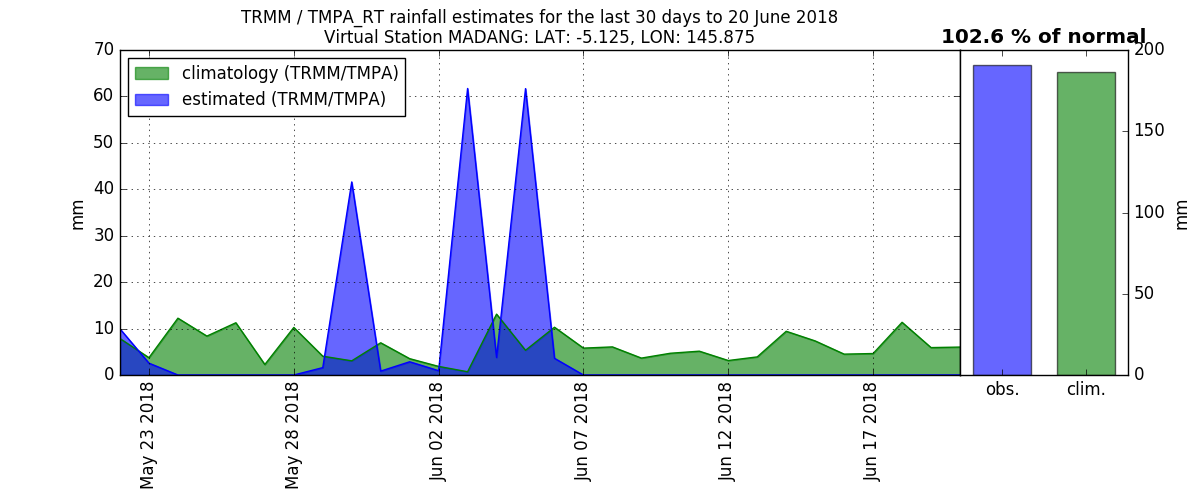 TRMM / TMPA_RT rainfall estimates for the last 30 days to 20 June 2018
Virtual Station MADANG: LAT: -5.125, LON: 145.875
102.6 % of normal
climatology (TRMM/TMPA)
estimated (TRMM/TMPA)
70
60
50
40
30
20
10
0
mm
May 23 2018
May 28 2018
Jun 02 2018
Jun 07 2018
Jun 12 2018
Jun 17 2018
obs.
clim.
200
150
100
50
0
mm